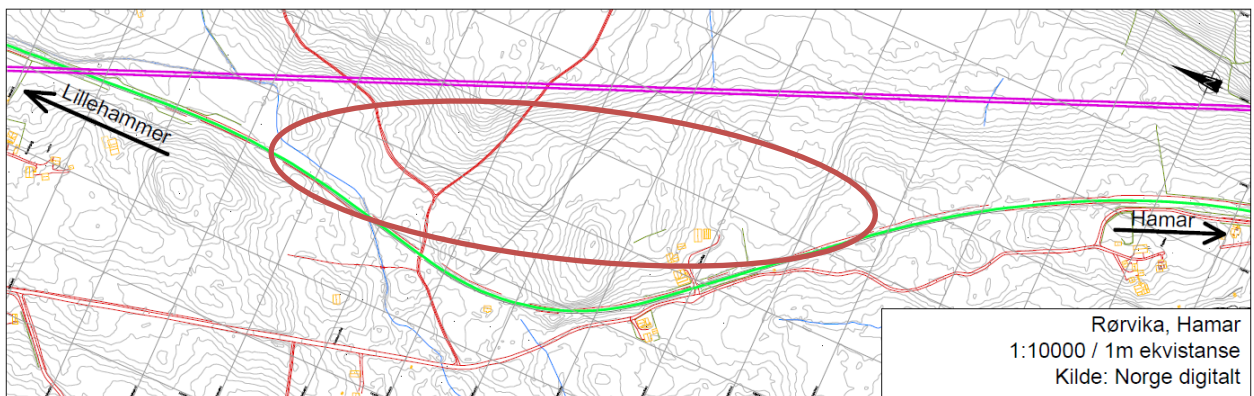 Lillehammer
Hamar
Rørvika, Hamar
1:10000 / 1m ekvistanse
Kilde: Norge digitalt